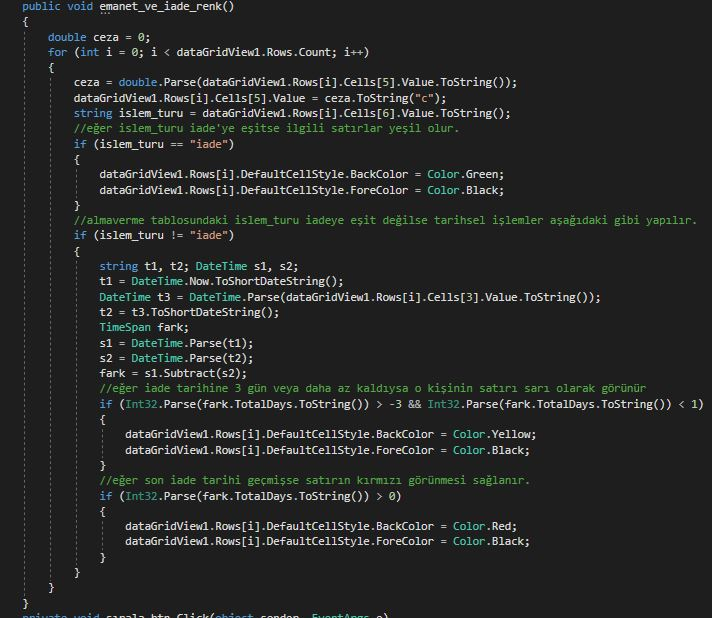 public void emanet_ve_iade_renk()
{
double ceza = 0;
for (int i = 0; i < dataGridView1.Rows.Count; i++)
{
ceza = double.Parse(dataGridView1.Rows[i].Cells[5].Value.ToString());
dataGridView1.Rows[i].Cells[5].Value = ceza.ToString("c");
string islem_turu = dataGridView1.Rows[i].Cells[6].Value.ToString();
//eğer islem_turu iade'ye eşitse ilgili satırlar yeşil olur.
if (islem_turu == "iade")
{
dataGridView1.Rows[i].DefaultCellStyle.BackColor = Color.Green;
dataGridView1.Rows[i].DefaultCellStyle.ForeColor = Color.Black;
}
//almaverme tablosundaki islem_turu iadeye eşit değilse tarihsel işlemler aşağıdaki gibi yapılır.
if (islem_turu != "iade")
{
string t1, t2; DateTime s1, s2;
t1 = DateTime.Now.ToShortDateString();
DateTime t3 = DateTime.Parse(dataGridView1.Rows[i].Cells[3].Value.ToString());
t2 = t3.ToShortDateString();
TimeSpan fark;
s1 = DateTime.Parse(t1);
s2 = DateTime.Parse(t2);
fark = s1.Subtract(s2);
//eğer iade tarihine 3 gün veya daha az kaldıysa o kişinin satırı sarı olarak görünür
if (Int32.Parse(fark.TotalDays.ToString()) > -3 && Int32.Parse(fark.TotalDays.ToString()) < 1)
{
dataGridView1.Rows[i].DefaultCellStyle.BackColor = Color.Yellow;
dataGridView1.Rows[i].DefaultCellStyle.ForeColor = Color.Black;
}
//eğer son iade tarihi geçmişse satırın kırmızı görünmesi sağlanır.
if (Int32.Parse(fark.TotalDays.ToString()) > 0)
{
dataGridView1.Rows[i].DefaultCellStyle.BackColor = Color.Red;
dataGridView1.Rows[i].DefaultCellStyle.ForeColor = Color.Black;
}
}
}
}
private void sırala_btn_Click(object sender, EventArgs e)